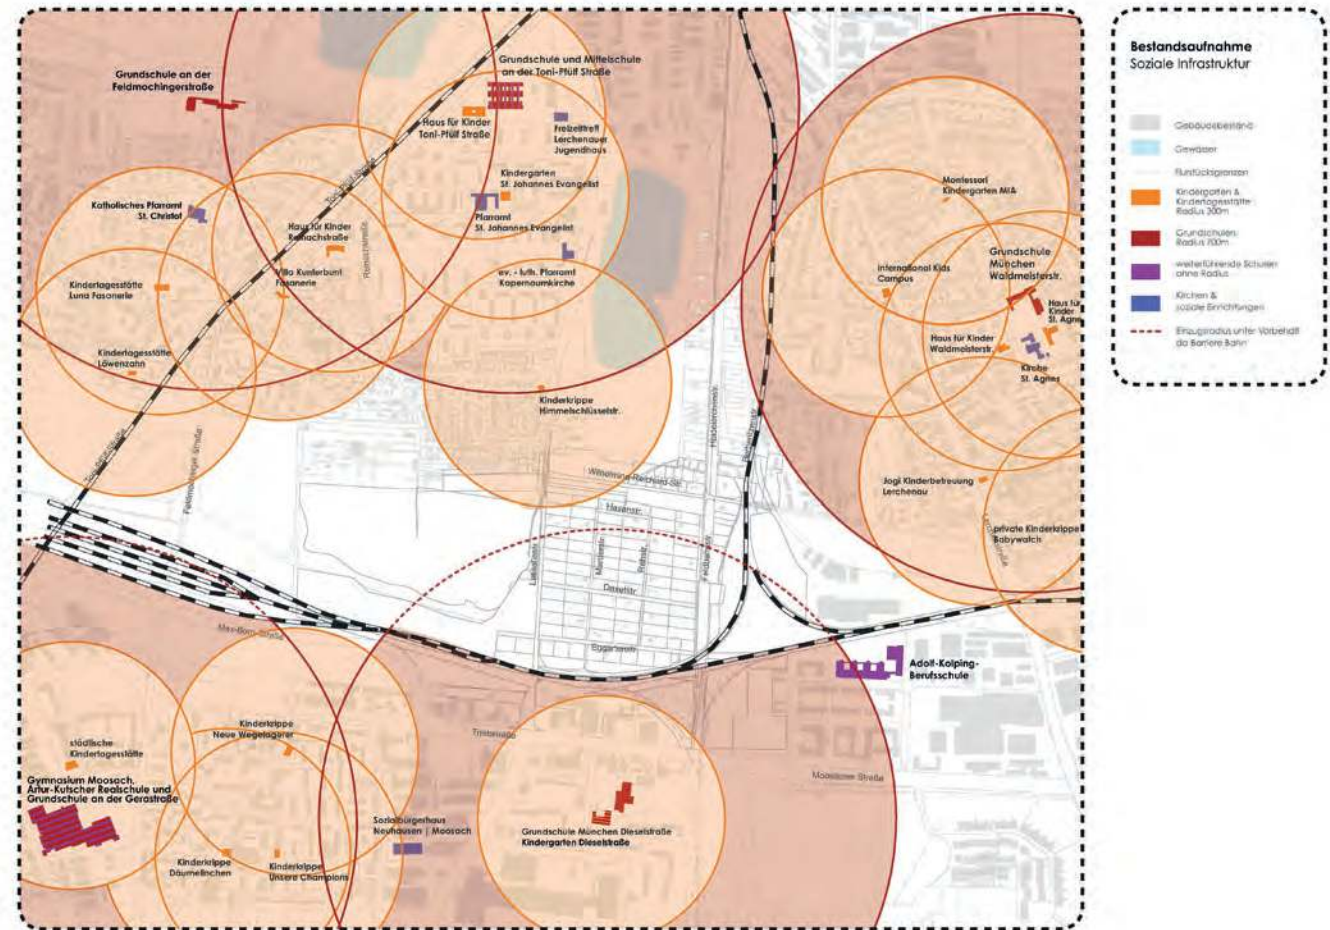 Grundschule an der
Feldmochingerstraße
Grundschule und Mittelschule
an der Toni-Pfülf Straße
Haus für Kinder
Toni-Pfülf Straße
Freizeittreff
Lerchenauer
Jugendhaus
Kindergarten
St. Johannes Evangelist
Pfarramt
St. Johannes Evangelist
Katholisches Pfarramt
St. Christof
Haus für Kinder
Reinachstraße
Villa Kunterbunt
Fasanerie
ev. - luth. Pfarramt
Kapernaumkirche
Kindertagesstätte
Luna Fasanerie
Kindertagesstätte
Löwenzahn
Kinderkrippe
Himmelschlüsselstr.
Montessori
Kindergarten MIA
International Kids
Campus
Grundschule
München
Waldmeisterstr.
Haus für
Kinder
St. Agnes
Haus für Kinder
Waldmeisterstr.
Kirche
St. Agnes
Jogi Kinderbetreuung
Lerchenau
private Kinderkrippe
Babywatch
Wilhelmine-Reichard-Str.
Hasenstr.
Daxetstr.
Eggartenstr.
Max-Born-Straße
Triebstraße
Moosacher Straße
Adolf-Kolping-
Berufsschule
Kinderkrippe
Neue Wegelagerer
städtische
Kindertagesstätte
Gymnasium Moosach,
Artur-Kutscher Realschule und
Grundschule an der Gerastraße
Sozialbürgerhaus
Neuhausen | Moosach
Grundschule München Dieselstraße
Kindergarten Dieselstraße
Kinderkrippe
Däumelinchen
Kinderkrippe
Unsere Champions
Bestandsaufnahme
Soziale Infrastruktur
Gebäudebestand
Gewässer
Flurstücksgrenzen
Kindergarten &
Kindertagesstätte
Radius 300m
Grundschulen
Radius 700m
weiterführende Schulen
ohne Radius
Kirchen &
soziale Einrichtungen
Einzugsradius unter Vorbehalt
da Barriere Bahn